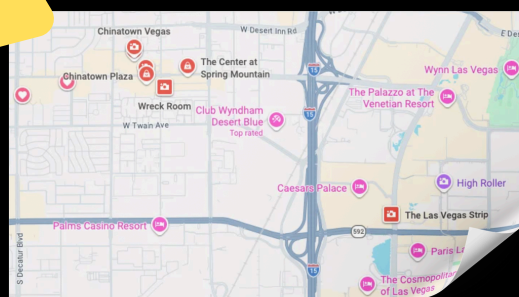 Chinatown Vegas
W Desert Inn Rd
Chinatown Plaza
The Center at
Spring Mountain
Wreck Room
W Twain Ave
Club Wyndham
Desert Blue
Top rated
15
15
Wynn Las Vegas
The Palazzo at The
Venetian Resort
Caesars Palace
High Roller
The Las Vegas Strip
592
Palms Casino Resort
S Decatur Blvd
Paris La
15
The Cosmopolitan
of Las Vegas